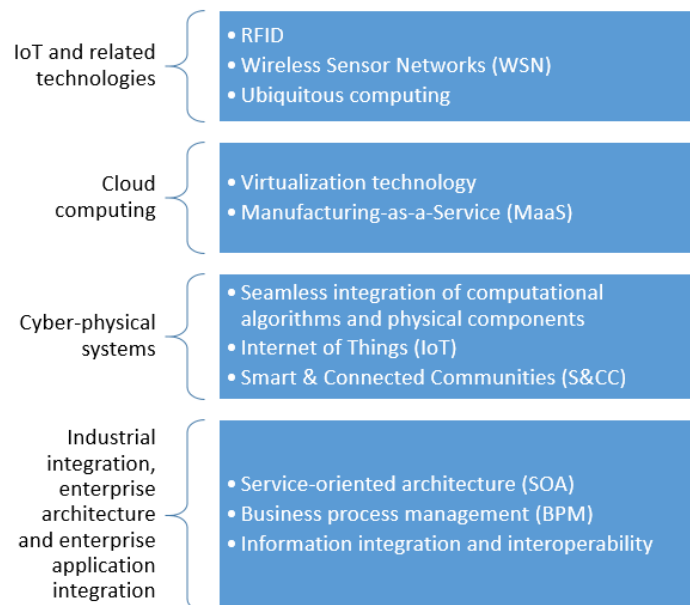 IoT and related
technologies
• RFID
• Wireless Sensor Networks (WSN)
• Ubiquitous computing
Cloud
computing
• Virtualization technology
• Manufacturing-as-a-Service (MaaS)
Cyber-physical
systems
• Seamless integration of computational
algorithms and physical components
• Internet of Things (IoT)
• Smart & Connected Communities (S&CC)
Industrial
integration,
enterprise
architecture
and enterprise
application
integration
• Service-oriented architecture (SOA)
• Business process management (BPM)
• Information integration and interoperability